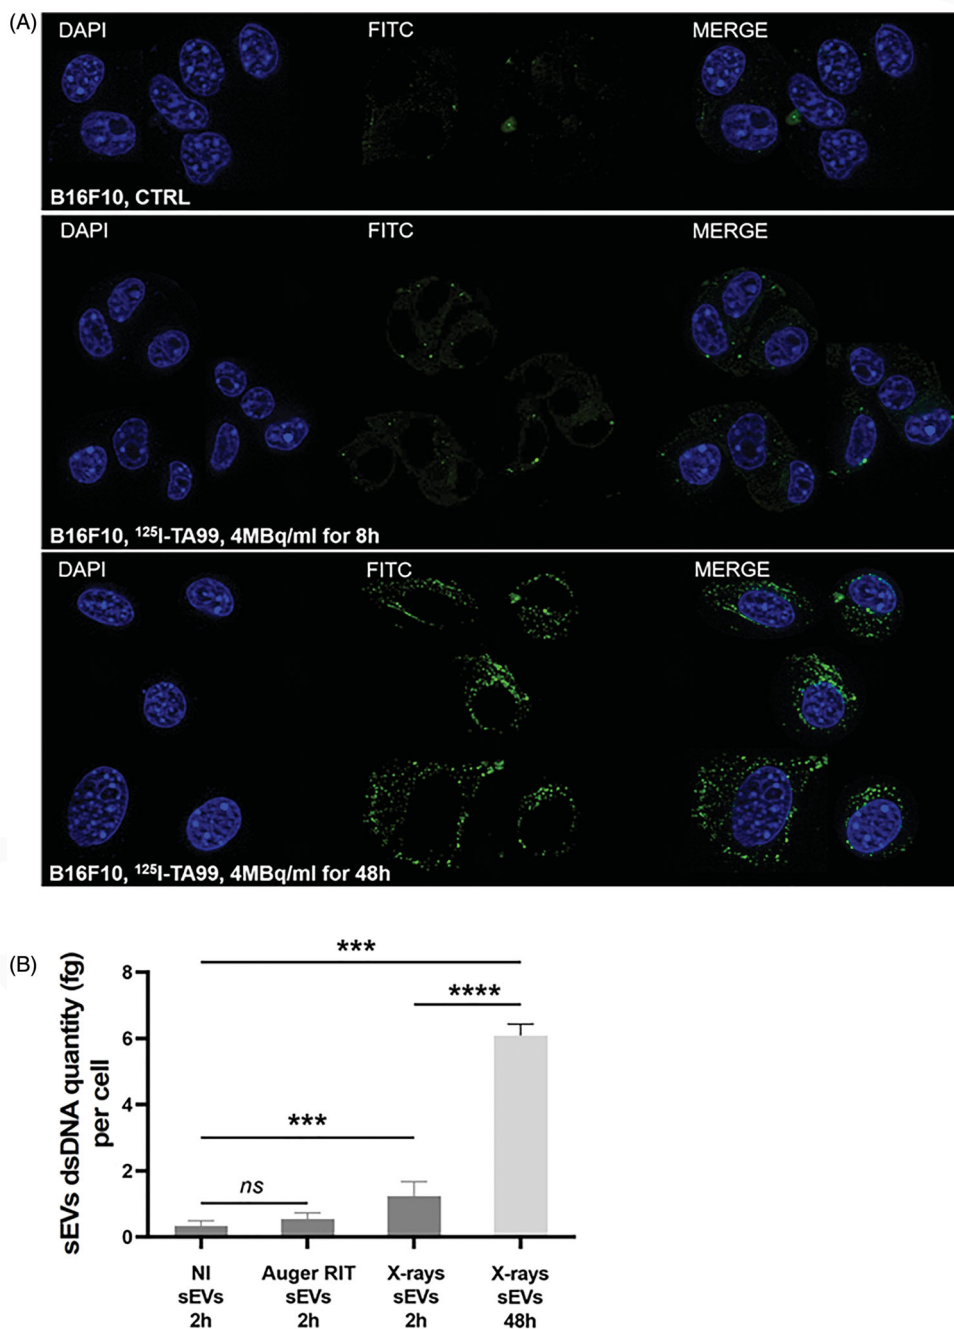 (A)
DAPI FITC MERGE
B16F10, CTRL
DAPI FITC MERGE
B16F10, ¹²⁵I-TA99, 4MBq/ml for 8h
DAPI FITC MERGE
B16F10, ¹²⁵I-TA99, 4MBq/ml for 48h
(B)
sEVs dsDNA quantity (fg)
per cell
8
6
4
2
0
***
****
***
ns
NI Auger RIT X-rays X-rays
sEVs sEVs sEVs sEVs
2h 2h 2h 48h